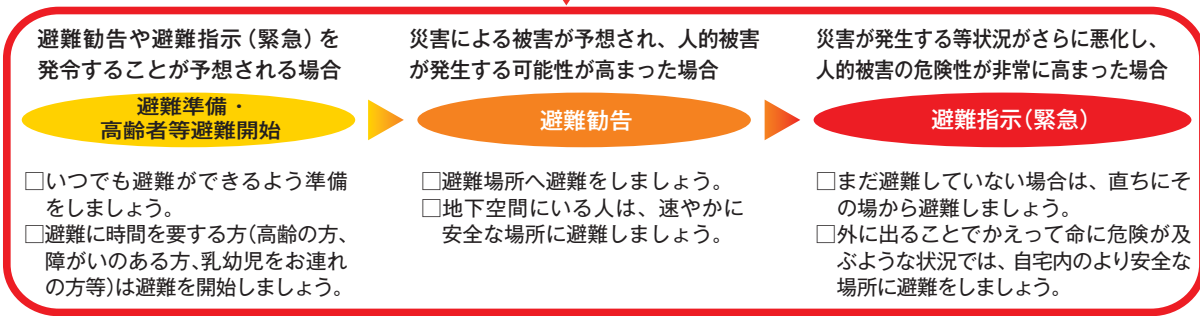 避難勧告や避難指示(緊急)を
発令することが予想される場合
避難準備・
高齢者等避難開始
□いつでも避難ができるよう準備
をしましょう。
□避難に時間を要する方(高齢の方、
障がいのある方、乳幼児をお連れ
の方等)は避難を開始しましょう。
災害による被害が予想され、人的被害
が発生する可能性が高まった場合
避難勧告
□避難場所へ避難をしましょう。
□地下空間にいる人は、速やかに
安全な場所に避難しましょう。
災害が発生する等状況がさらに悪化し、
人的被害の危険性が非常に高まった場合
避難指示(緊急)
□まだ避難していない場合は、直ちにそ
の場から避難しましょう。
□外に出ることでかえって命に危険が及
ぶような状況では、自宅内のより安全な
場所に避難をしましょう。